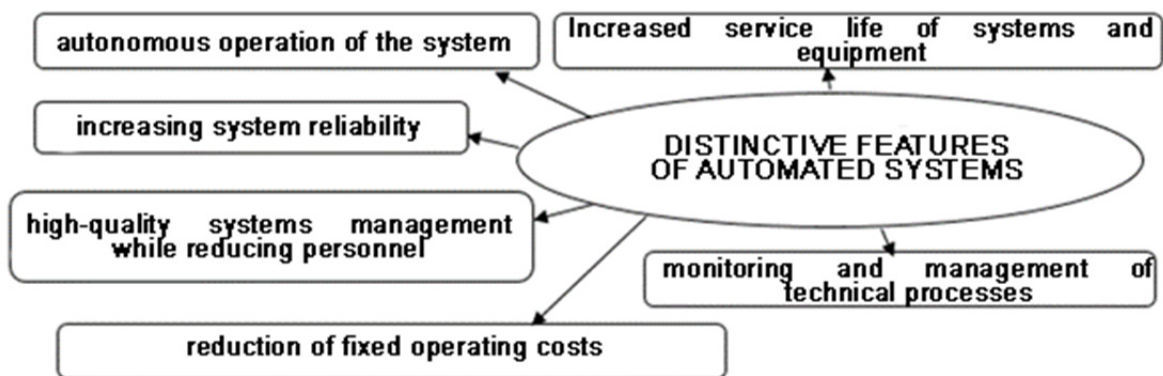 autonomous operation of the system
Increased service life of systems and
equipment
increasing system reliability
DISTINCTIVE FEATURES
OF AUTOMATED SYSTEMS
high-quality systems management
while reducing personnel
monitoring and management of
technical processes
reduction of fixed operating costs